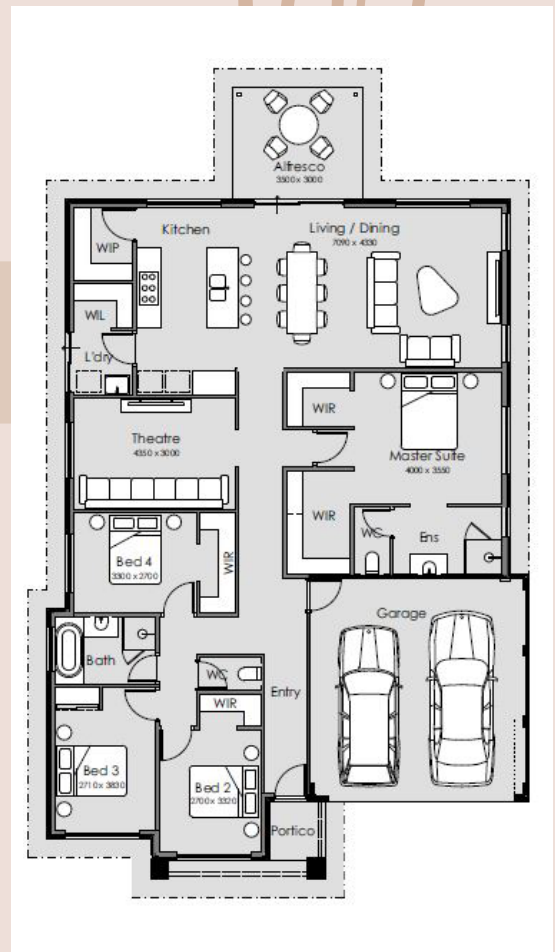 Alfresco
3500 x 3000
Kitchen
Living / Dining
7090 x 4330
WIP
WIL
L'dry
WIR
Theatre
4350 x 3000
Master Suite
4000 x 3550
WIR
WC
Ens
Bed 4
3300 x 2700
WIR
Garage
Bath
WC
WIR
Entry
Bed 3
2710 x 3830
Bed 2
2700 x 3320
Portico